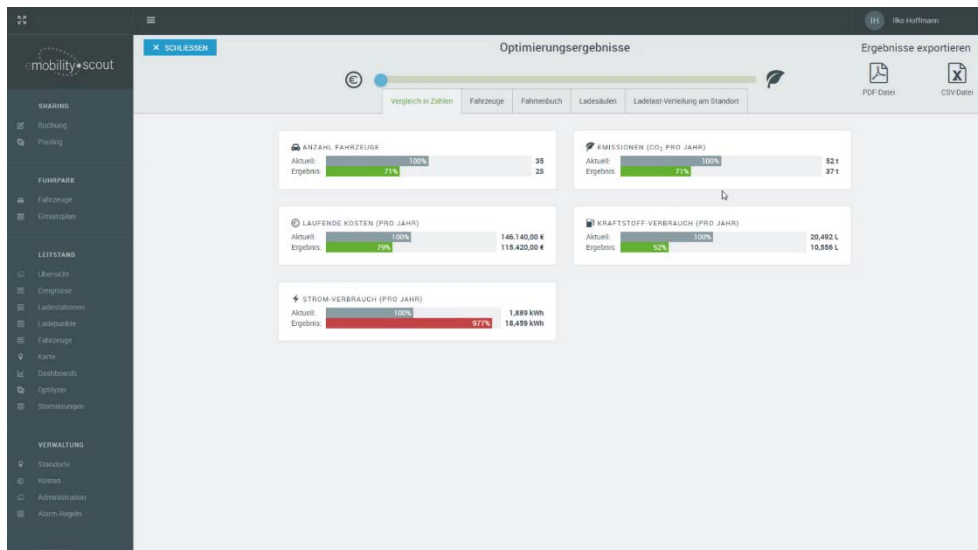 IH Ilko Hoffmann
emobility scout
× SCHLIESSEN
Optimierungsergebnisse
Ergebnisse exportieren
PDF-Datei
CSV-Datei
Vergleich in Zahlen
Fahrzeuge
Fahrtenbuch
Ladesäulen
Ladelast-Verteilung am Standort
SHARING
Buchung
Pooling
FUHRPARK
Fahrzeuge
Einsatzplan
LEITSTAND
Übersicht
Ereignisse
Ladestationen
Ladepunkte
Fahrzeuge
Karte
Dashboards
Optilyzer
Stornierungen
VERWALTUNG
Standorte
Kosten
Administration
Alarm-Regeln
ANZAHL FAHRZEUGE
Aktuell: 100% 35
Ergebnis: 71% 25
EMISSIONEN (CO₂ PRO JAHR)
Aktuell: 100% 52 t
Ergebnis: 71% 37 t
LAUFENDE KOSTEN (PRO JAHR)
Aktuell: 100% 146.140,00 €
Ergebnis: 79% 115.420,00 €
KRAFTSTOFF-VERBRAUCH (PRO JAHR)
Aktuell: 100% 20,492 L
Ergebnis: 52% 10,556 L
STROM-VERBRAUCH (PRO JAHR)
Aktuell: 100% 1,889 kWh
Ergebnis: 977% 18,459 kWh